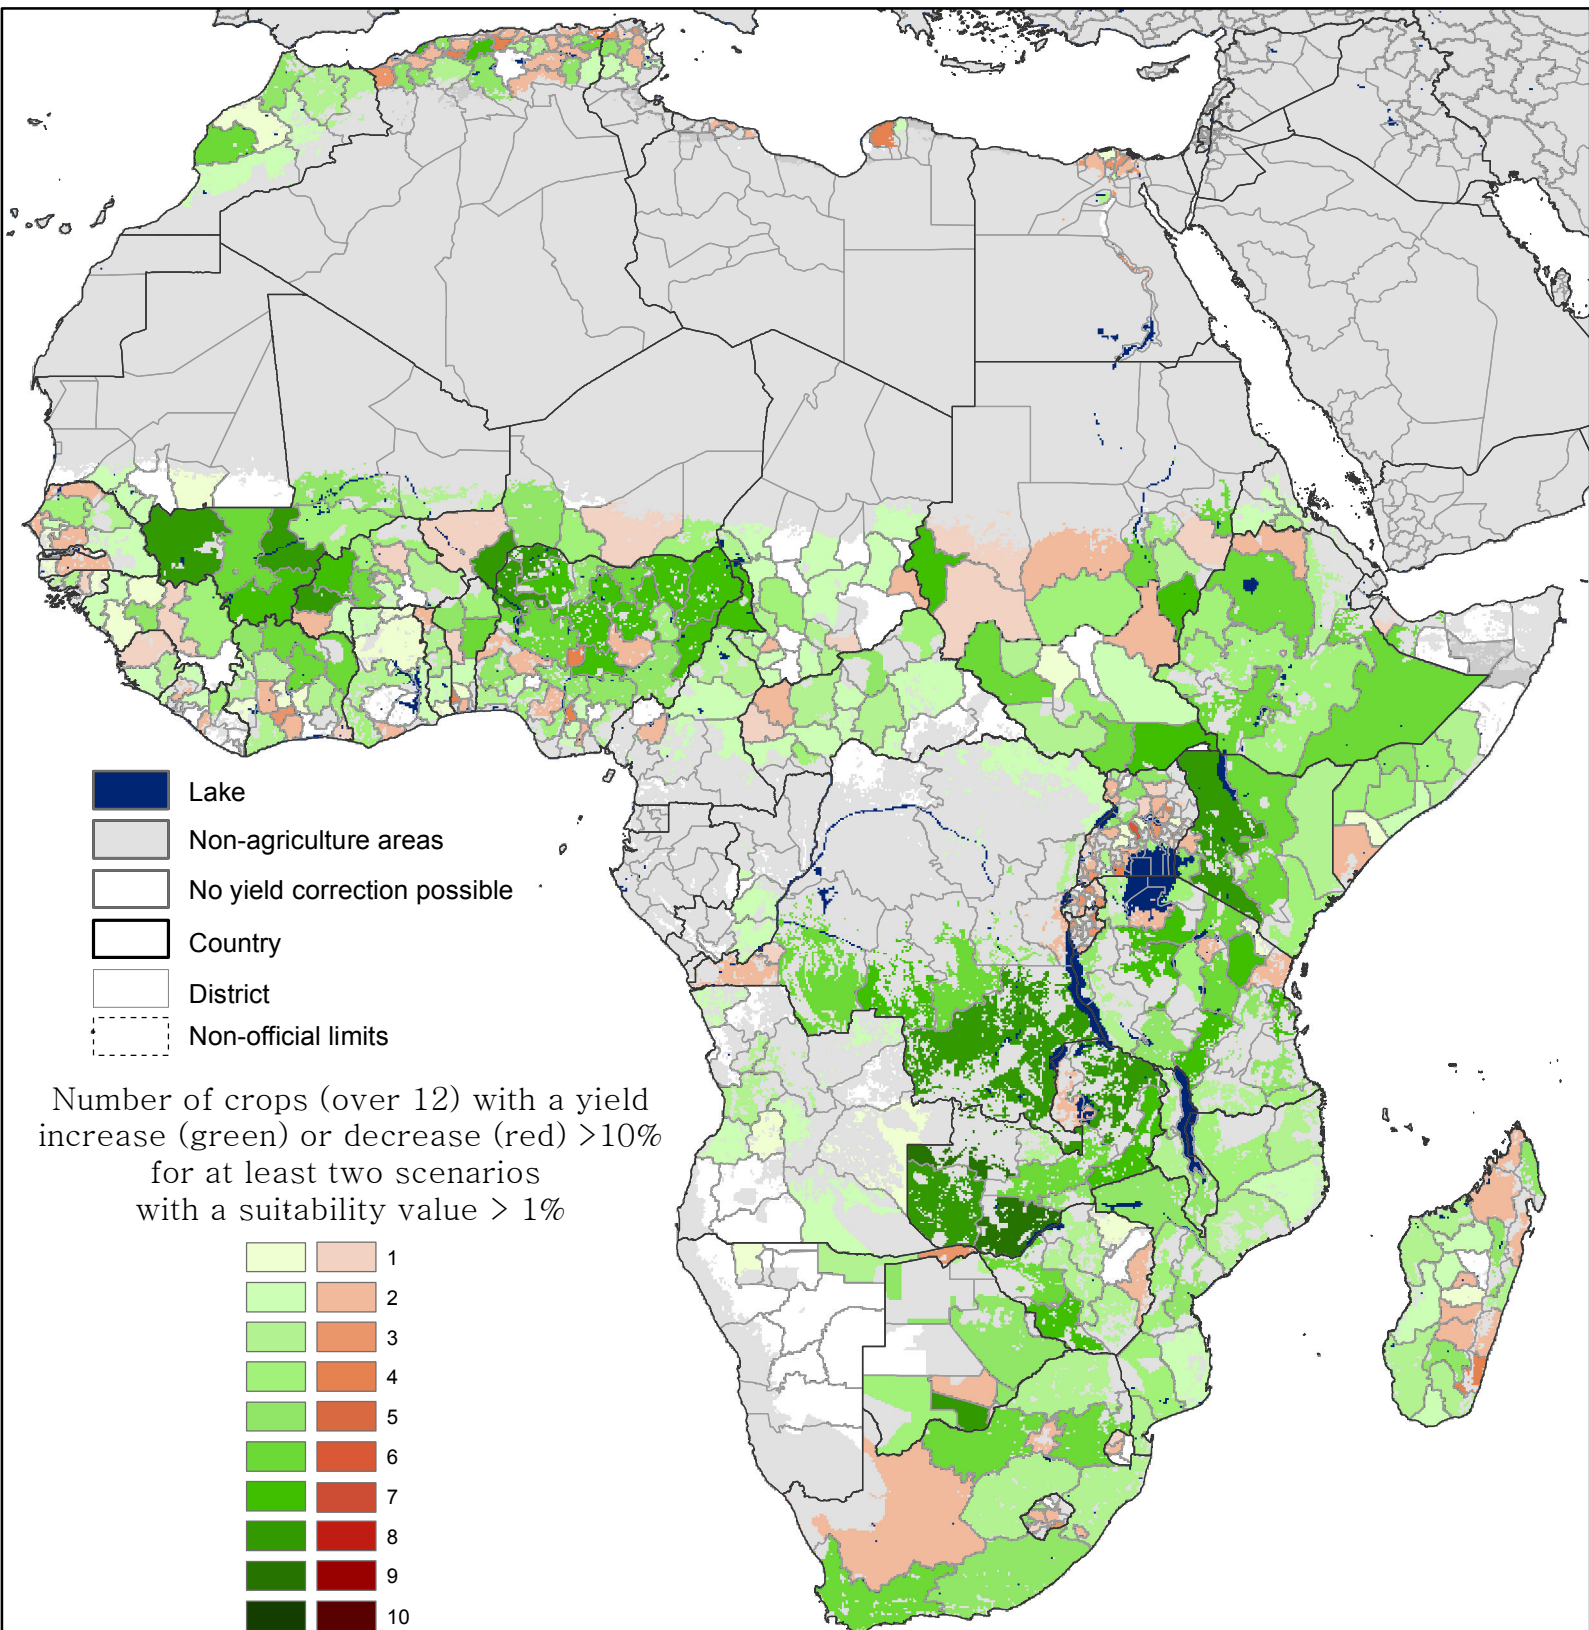 Lake
Non-agriculture areas
No yield correction possible
Country
District
Non-official limits
Number of crops (over 12) with a yield
increase (green) or decrease (red) >10%
for at least two scenarios
with a suitability value > 1%
1
2
3
4
5
6
7
8
9
10